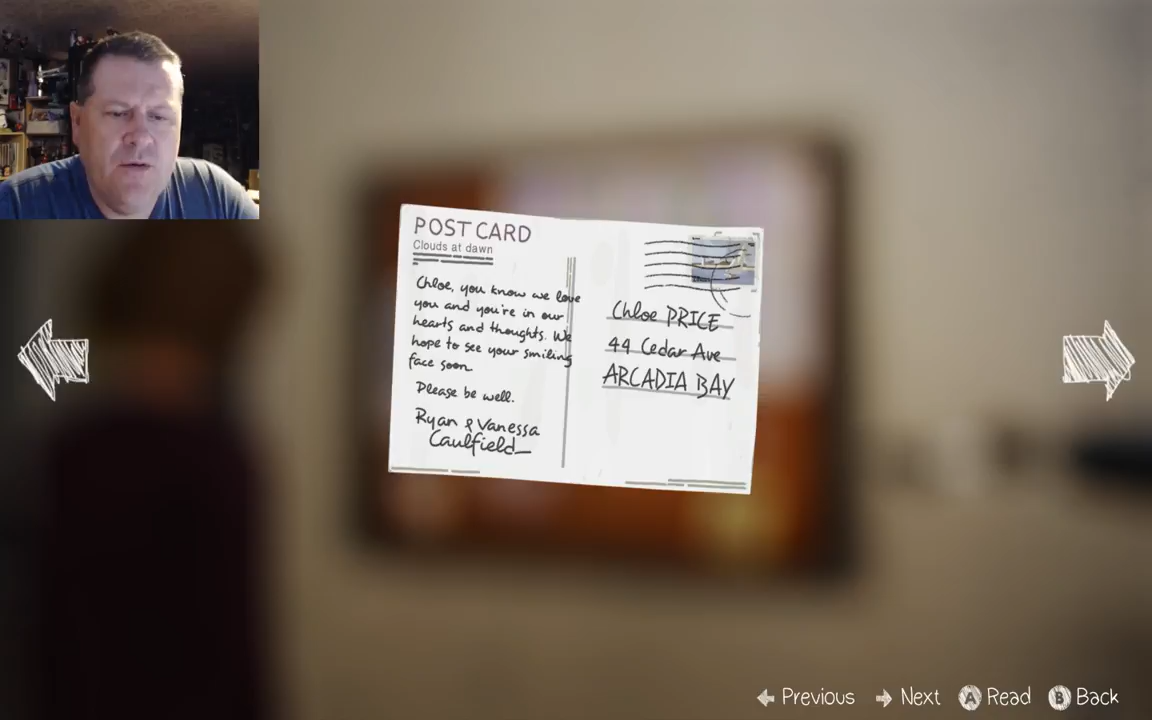 POST CARD
Clouds at dawn
Chloe, you know we love
you and you're in our
hearts and thoughts. We
hope to see your smiling
face soon.
Please be well.
Ryan & Vanessa
Caulfield
Chloe PRICE
44 Cedar Ave
ARCADIA BAY
Previous
Next
A Read
B Back